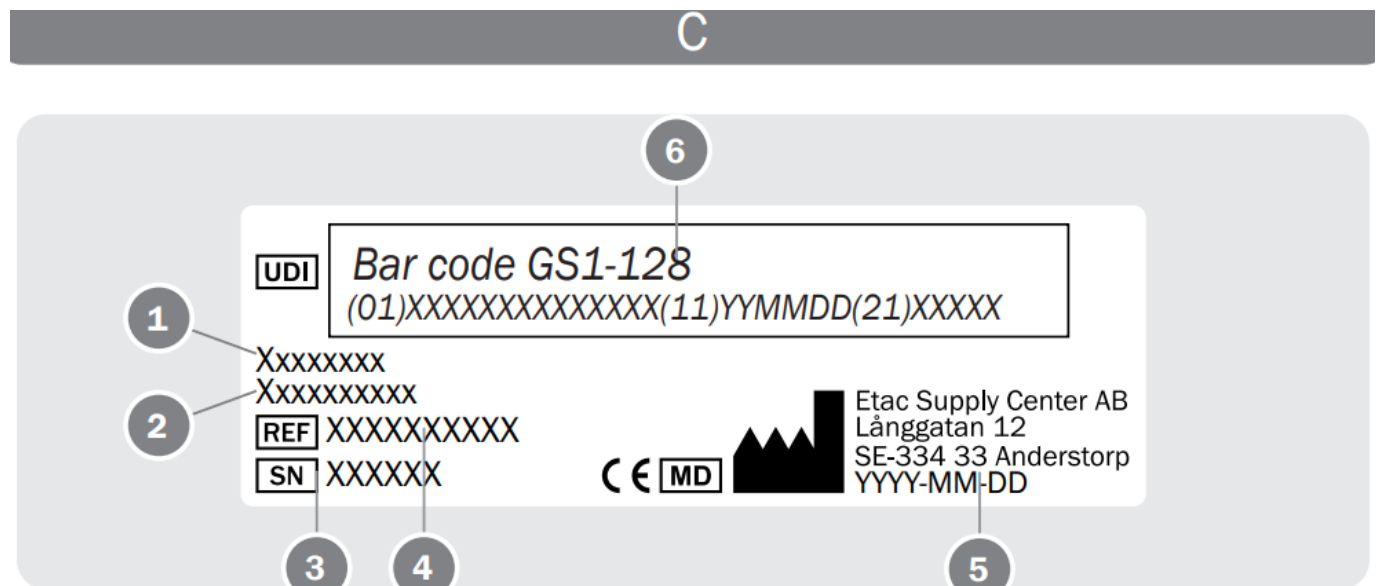 C
6
UDI
Bar code GS1-128
(01)XXXXXXXXXXXXXX(11)YYMMDD(21)XXXXX
1
Xxxxxxxx
Xxxxxxxxxx
2
REF XXXXXXXXXX
SN XXXXXX
CE MD
Etac Supply Center AB
Långgatan 12
SE-334 33 Anderstorp
YYYY-MM-DD
3 4 5